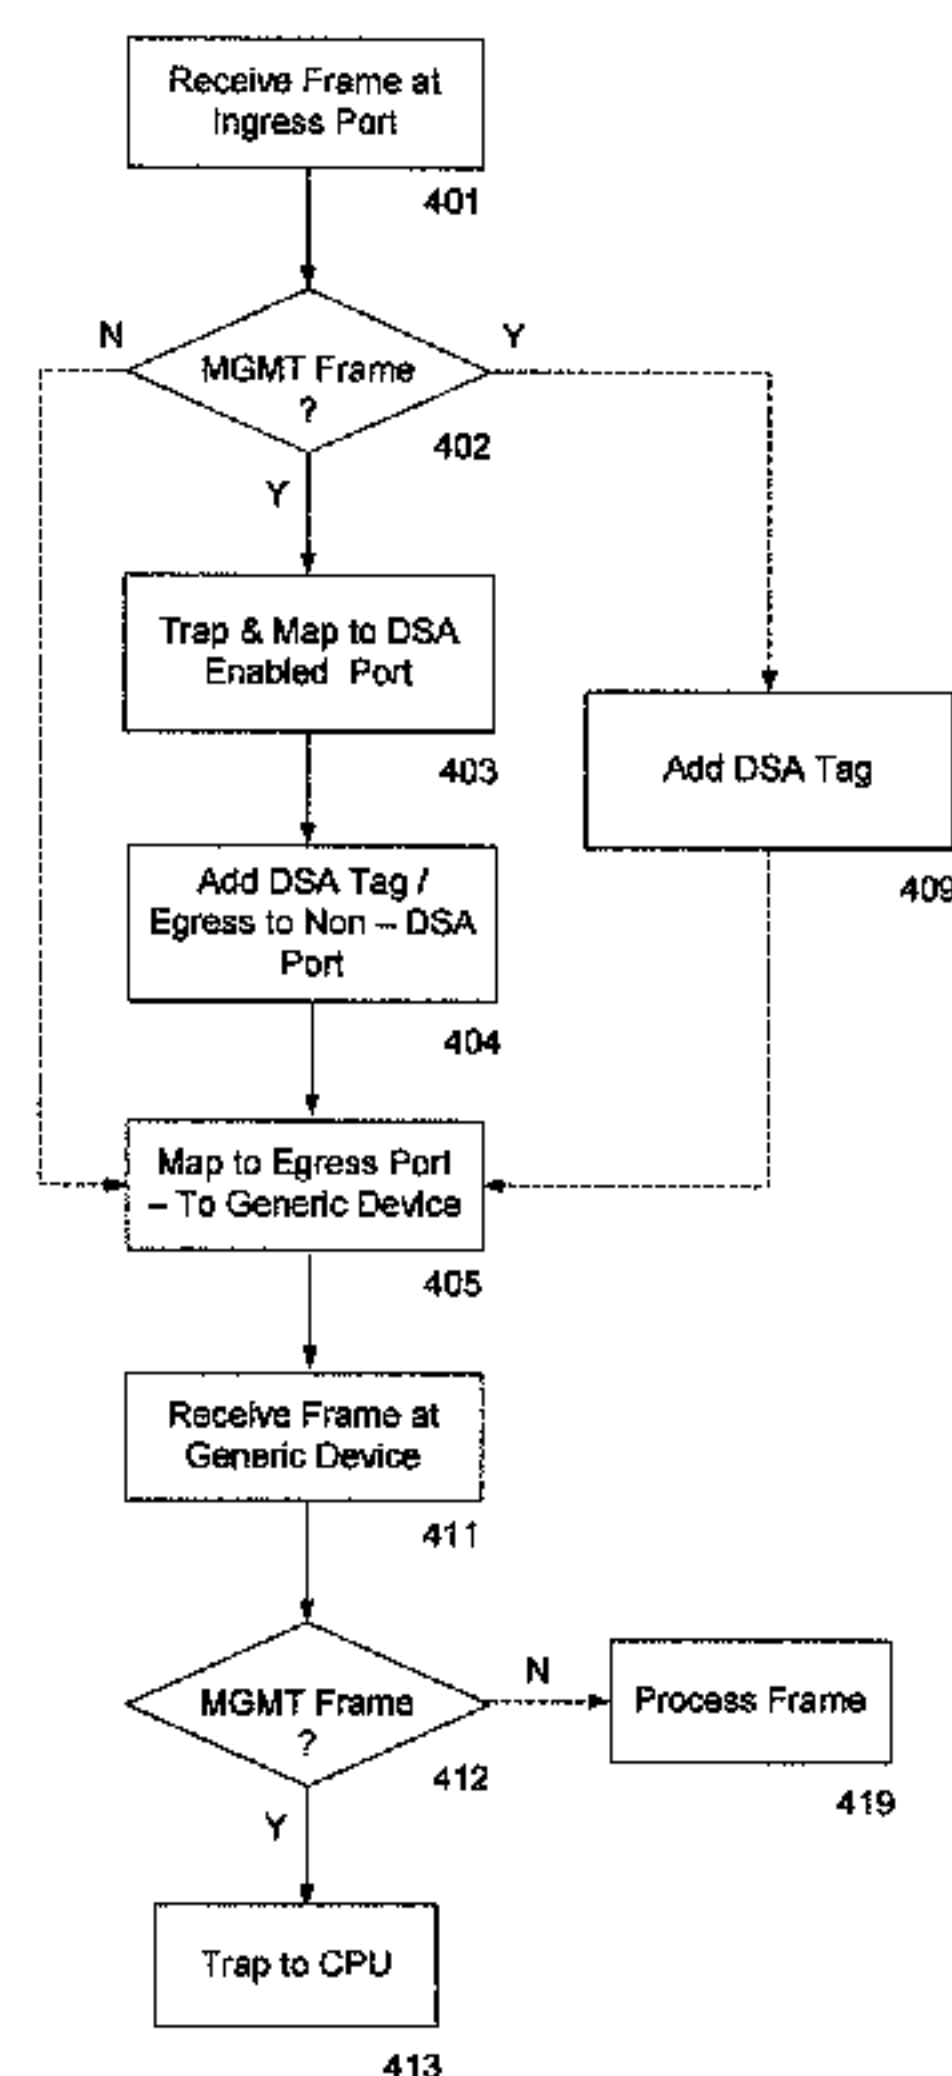 Receive Frame at
Ingress Port
401
N
Y
MGMT Frame
?
402
Y
Trap & Map to DSA
Enabled Port
403
Add DSA Tag
409
Add DSA Tag /
Egress to Non – DSA
Port
404
Map to Egress Port
– To Generic Device
405
Receive Frame at
Generic Device
411
MGMT Frame
?
412
N
Process Frame
419
Y
Trap to CPU
413